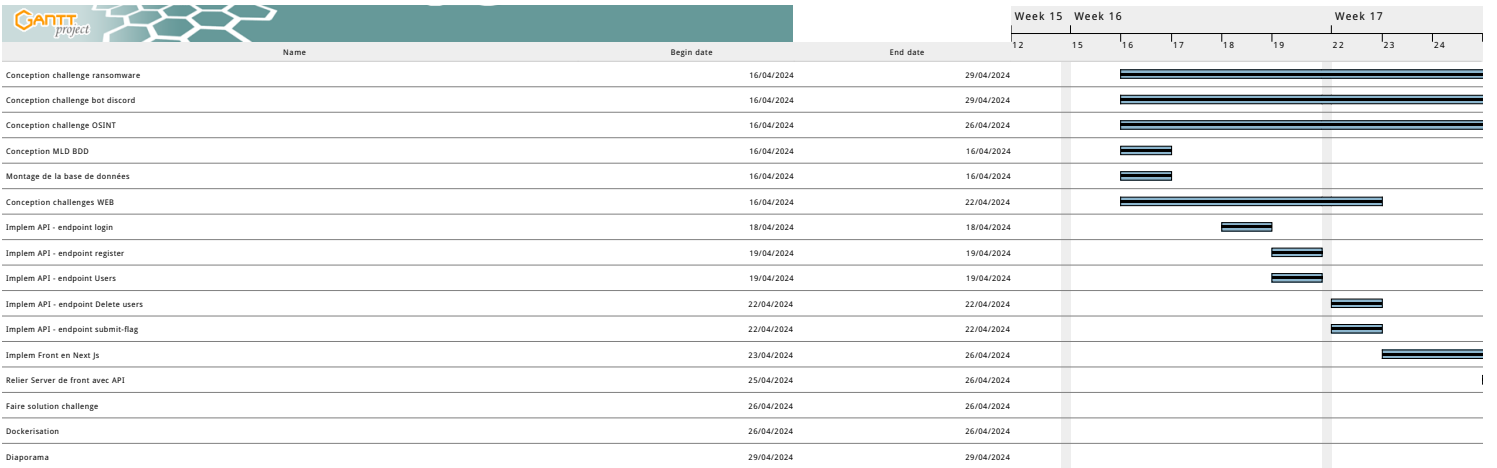 GANTT
project
Week 15 Week 16 Week 17
12 15 16 17 18 19 22 23 24
Name Begin date End date
Conception challenge ransomware 16/04/2024 29/04/2024
Conception challenge bot discord 16/04/2024 29/04/2024
Conception challenge OSINT 16/04/2024 26/04/2024
Conception MLD BDD 16/04/2024 16/04/2024
Montage de la base de données 16/04/2024 16/04/2024
Conception challenges WEB 16/04/2024 22/04/2024
Implem API - endpoint login 18/04/2024 18/04/2024
Implem API - endpoint register 19/04/2024 19/04/2024
Implem API - endpoint Users 19/04/2024 19/04/2024
Implem API - endpoint Delete users 22/04/2024 22/04/2024
Implem API - endpoint submit-flag 22/04/2024 22/04/2024
Implem Front en Next Js 23/04/2024 26/04/2024
Relier Server de front avec API 25/04/2024 26/04/2024
Faire solution challenge 26/04/2024 26/04/2024
Dockerisation 26/04/2024 26/04/2024
Diaporama 29/04/2024 29/04/2024